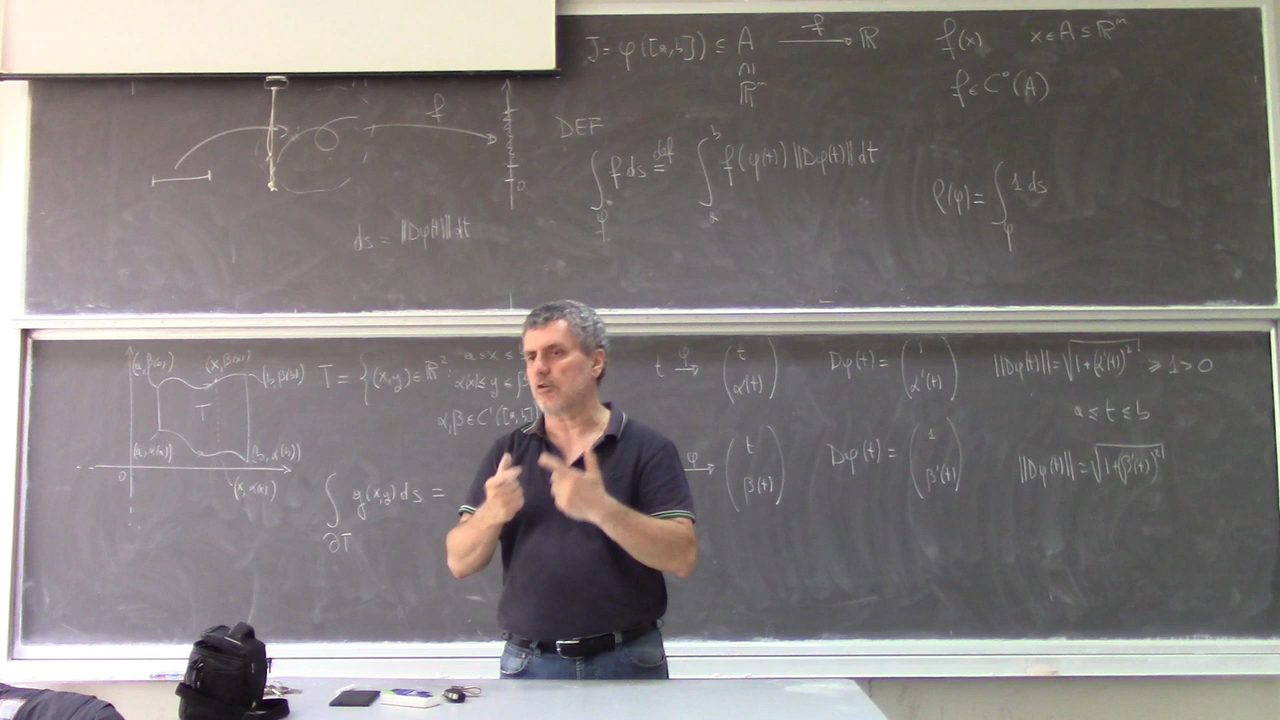 J = φ([a,b]) ⊆ A —f→ ℝ
∩|
ℝⁿ
f(x) x ∈ A ⊆ ℝⁿ
f ∈ C°(A)
f
0
ds = ||Dφ(t)|| dt
DEF
∫_φ f ds =def ∫_a^b f(φ(t)) ||Dφ(t)|| dt
ℓ(φ) = ∫_φ 1 ds
(a, β(a)) (x, β(x)) (b, β(b))
T
(a, α(a)) (b, α(b))
0 (x, α(x))
T = { (x,y) ∈ ℝ² : a ≤ x ≤
α(x) ≤ y ≤ β
α, β ∈ C¹([a,b])
∫_∂T g(x,y) ds =
t —φ→ (t, α(t)) Dφ(t) = (1, α'(t)) ||Dφ(t)|| = √(1+(α'(t))²) ≥ 1 > 0
a ≤ t ≤ b
—φ→ (t, β(t)) Dφ(t) = (1, β'(t)) ||Dφ(t)|| = √(1+(β'(t))²)